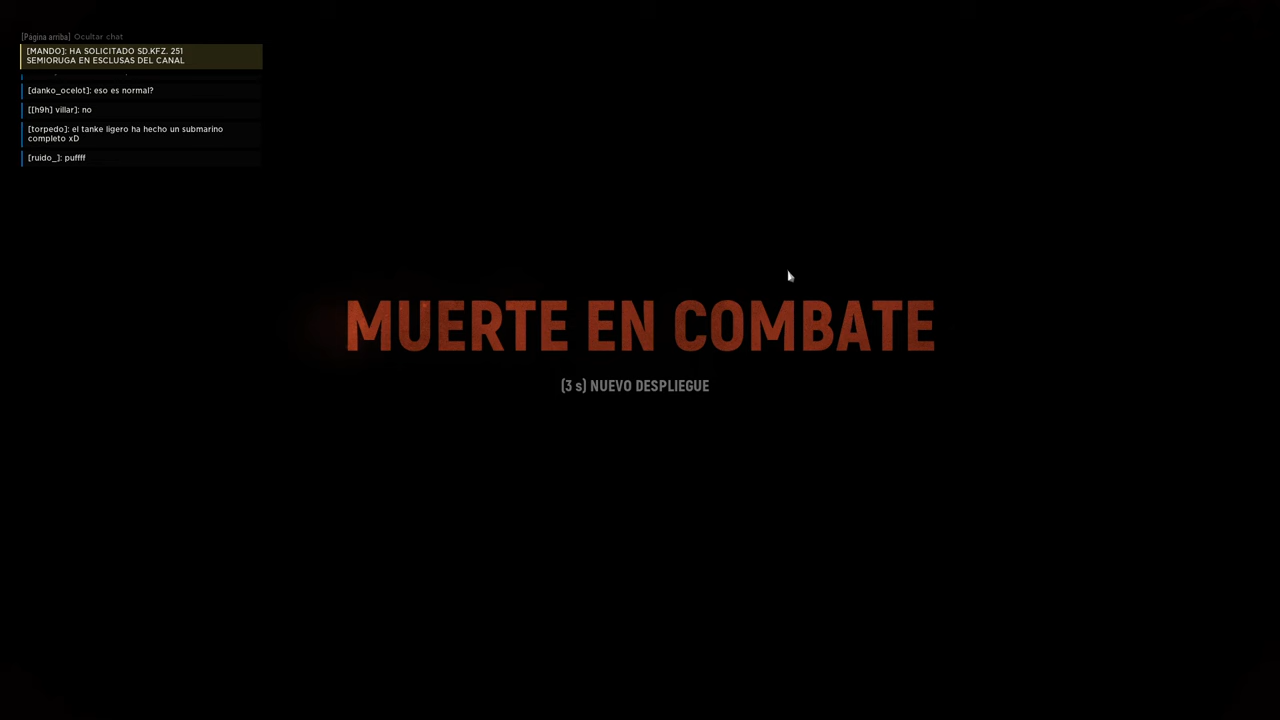 [Página arriba] Ocultar chat
[MANDO]: HA SOLICITADO SD.KFZ. 251
SEMIORUGA EN ESCLUSAS DEL CANAL
[danko_ocelot]: eso es normal?
[[h9h] villar]: no
[torpedo]: el tanke ligero ha hecho un submarino
completo xD
[ruido_]: puffff
MUERTE EN COMBATE
(3 s) NUEVO DESPLIEGUE